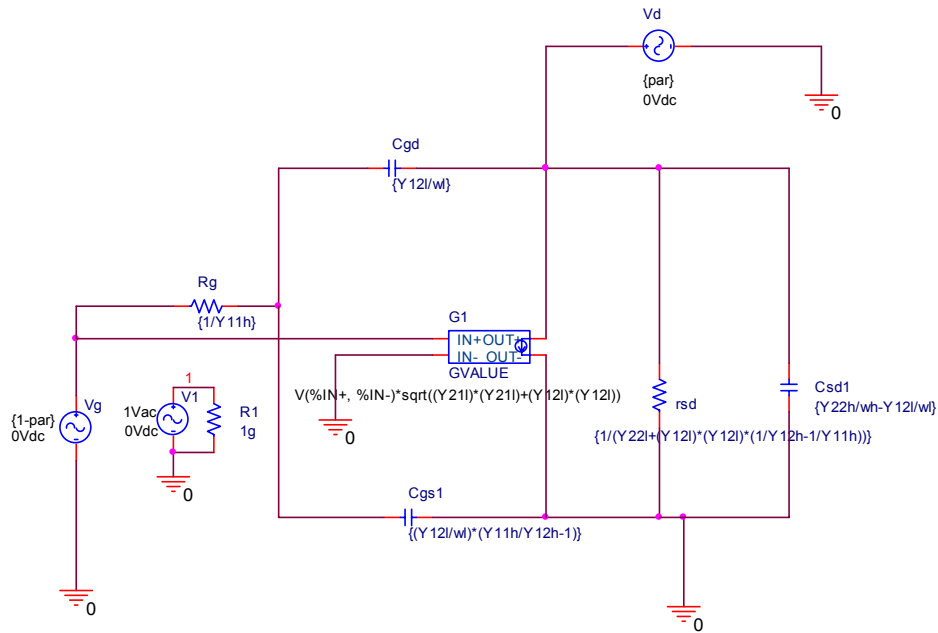 Vd
{par}
0Vdc
0
Cgd
{Y12l/wl}
Rg
{1/Y11h}
G1
IN+OUT+
IN- OUT-
GVALUE
V(%IN+, %IN-)*sqrt((Y21l)*(Y21l)+(Y12l)*(Y12l))
0
{1-par}
0Vdc
Vg
1
V1
1Vac
0Vdc
R1
1g
0
rsd
{1/(Y22l+(Y12l)*(Y12l)*(1/Y12h-1/Y11h))}
Csd1
{Y22h/wh-Y12l/wl}
Cgs1
{(Y12l/wl)*(Y11h/Y12h-1)}
0
0